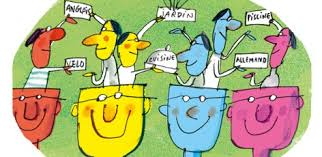 ANGLAIS
JARDIN
PISCINE
VELO
CUISINE
ALLEMAND